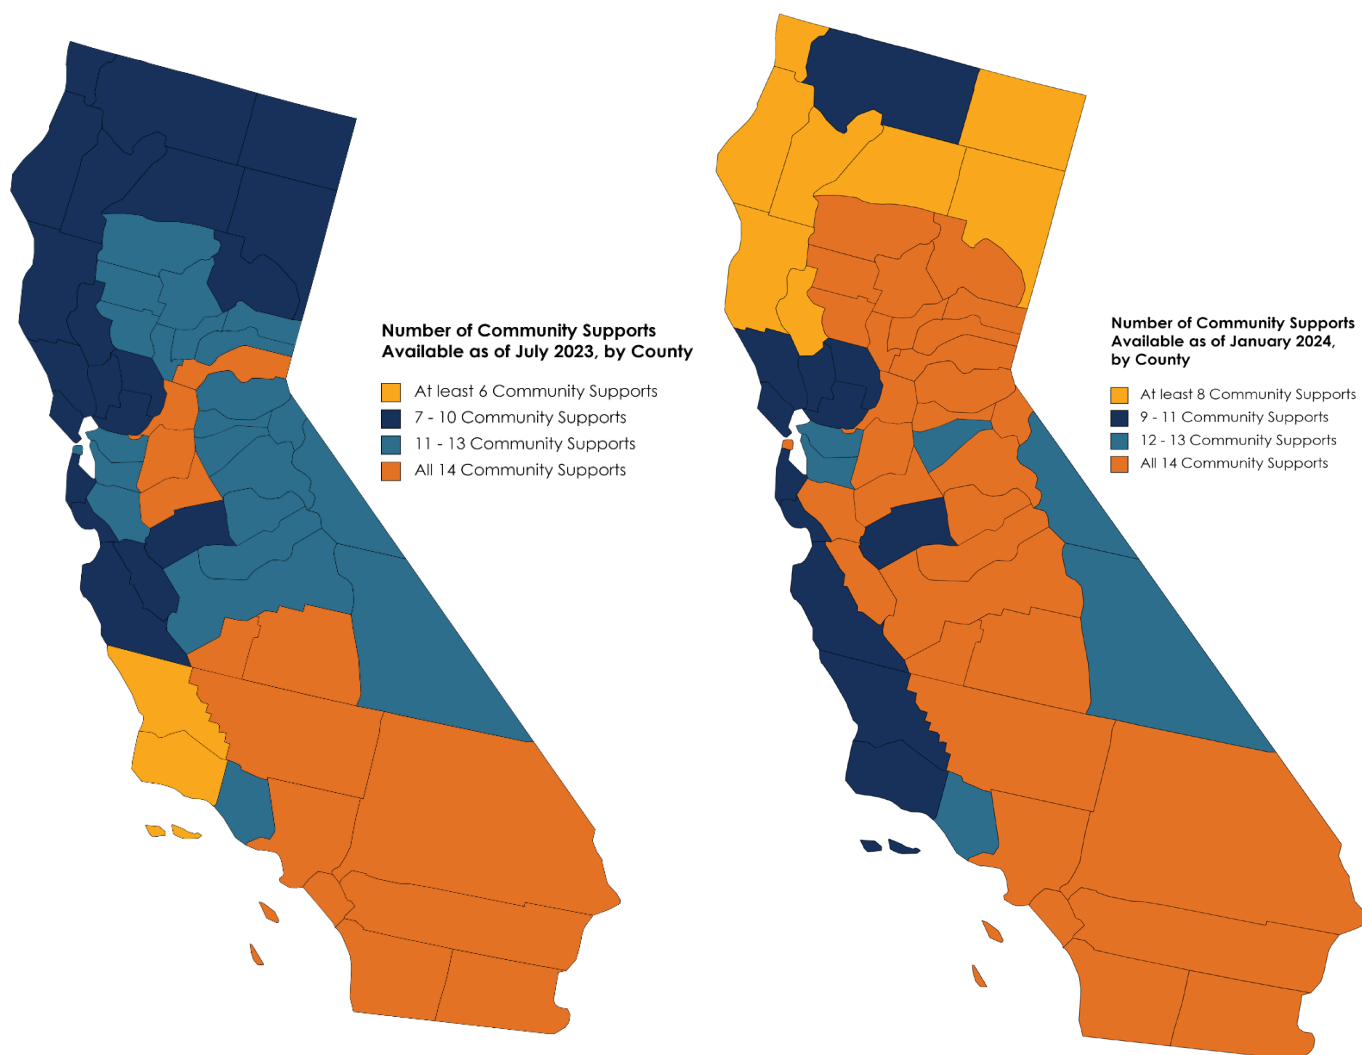 Number of Community Supports
Available as of July 2023, by County
At least 6 Community Supports
7 - 10 Community Supports
11 - 13 Community Supports
All 14 Community Supports
Number of Community Supports
Available as of January 2024,
by County
At least 8 Community Supports
9 - 11 Community Supports
12 - 13 Community Supports
All 14 Community Supports